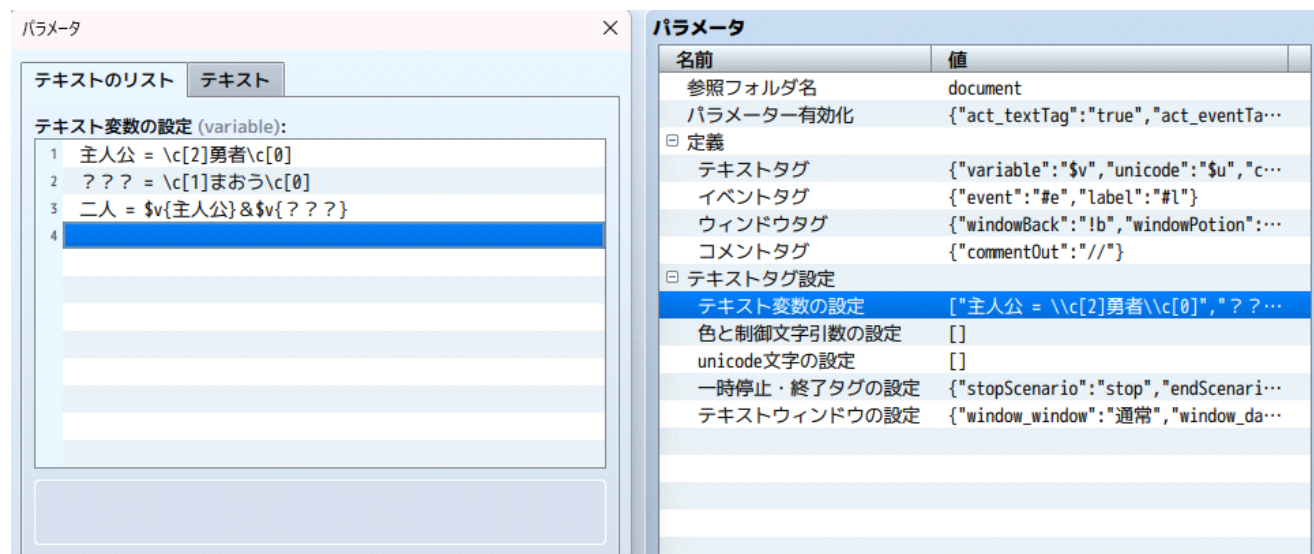 パラメータ
テキストのリスト テキスト
テキスト変数の設定 (variable):
1 主人公 = \c[2]勇者\c[0]
2 ？？？ = \c[1]まおう\c[0]
3 二人 = $v{主人公}＆$v{？？？}
4
パラメータ
名前 値
参照フォルダ名 document
パラメーター有効化 {"act_textTag":"true","act_eventTa…
定義
テキストタグ {"variable":"$v","unicode":"$u","c…
イベントタグ {"event":"#e","label":"#l"}
ウィンドウタグ {"windowBack":"!b","windowPotion":…
コメントタグ {"commentOut":"//"}
テキストタグ設定
テキスト変数の設定 ["主人公 = \\c[2]勇者\\c[0]","？？…
色と制御文字引数の設定 []
unicode文字の設定 []
一時停止・終了タグの設定 {"stopScenario":"stop","endScenari…
テキストウィンドウの設定 {"window_window":"通常","window_da…